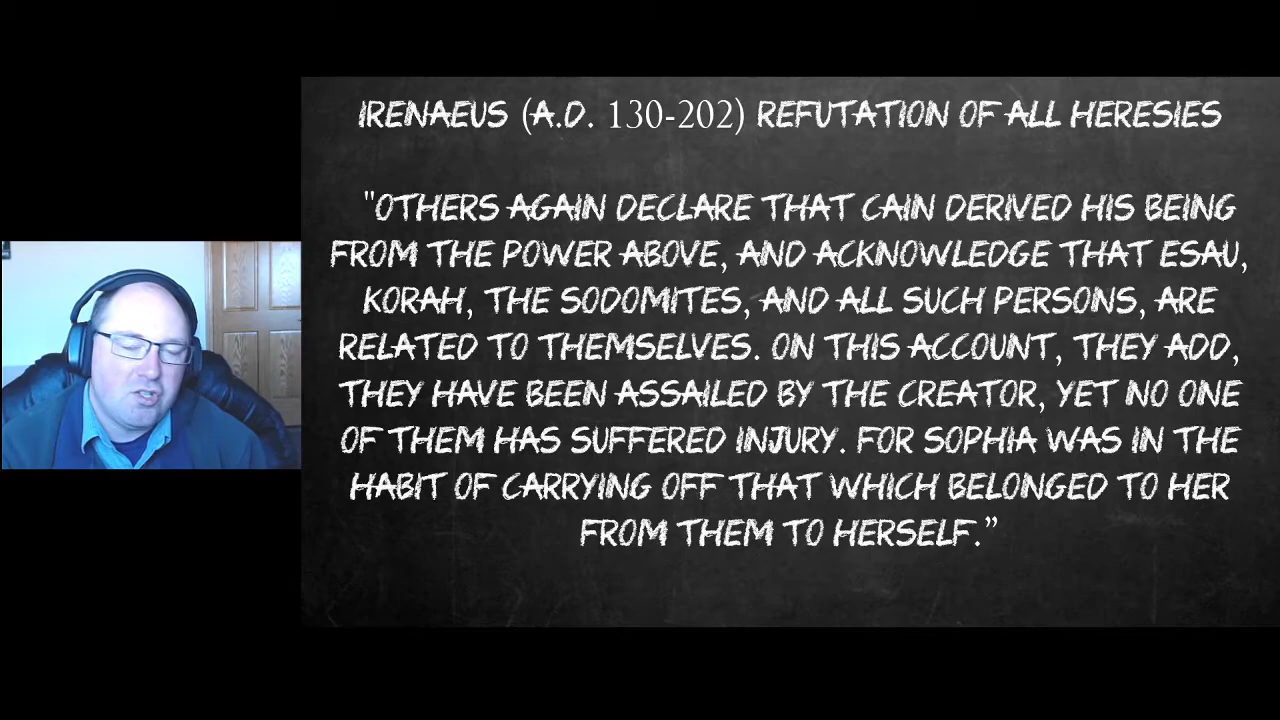 IRENAEUS (A.D. 130-202) REFUTATION OF ALL HERESIES
"OTHERS AGAIN DECLARE THAT CAIN DERIVED HIS BEING
FROM THE POWER ABOVE, AND ACKNOWLEDGE THAT ESAU,
KORAH, THE SODOMITES, AND ALL SUCH PERSONS, ARE
RELATED TO THEMSELVES. ON THIS ACCOUNT, THEY ADD,
THEY HAVE BEEN ASSAILED BY THE CREATOR, YET NO ONE
OF THEM HAS SUFFERED INJURY. FOR SOPHIA WAS IN THE
HABIT OF CARRYING OFF THAT WHICH BELONGED TO HER
FROM THEM TO HERSELF.”